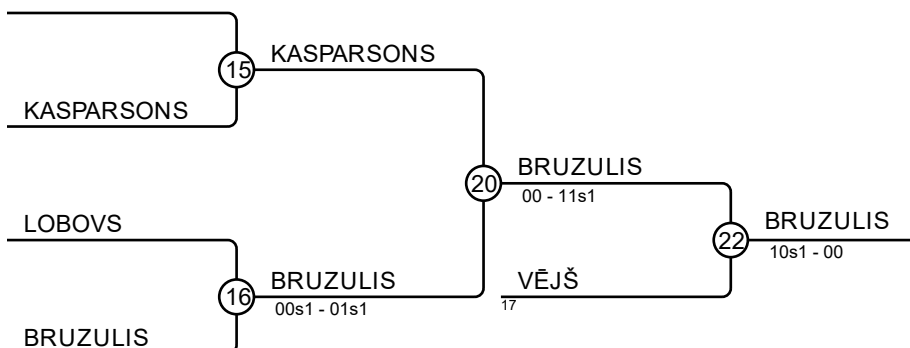 KASPARSONS
15
KASPARSONS
BRUZULIS
20
00 - 11s1
LOBOVS
BRUZULIS
22
10s1 - 00
BRUZULIS
VĒJŠ
16
00s1 - 01s1
17
BRUZULIS